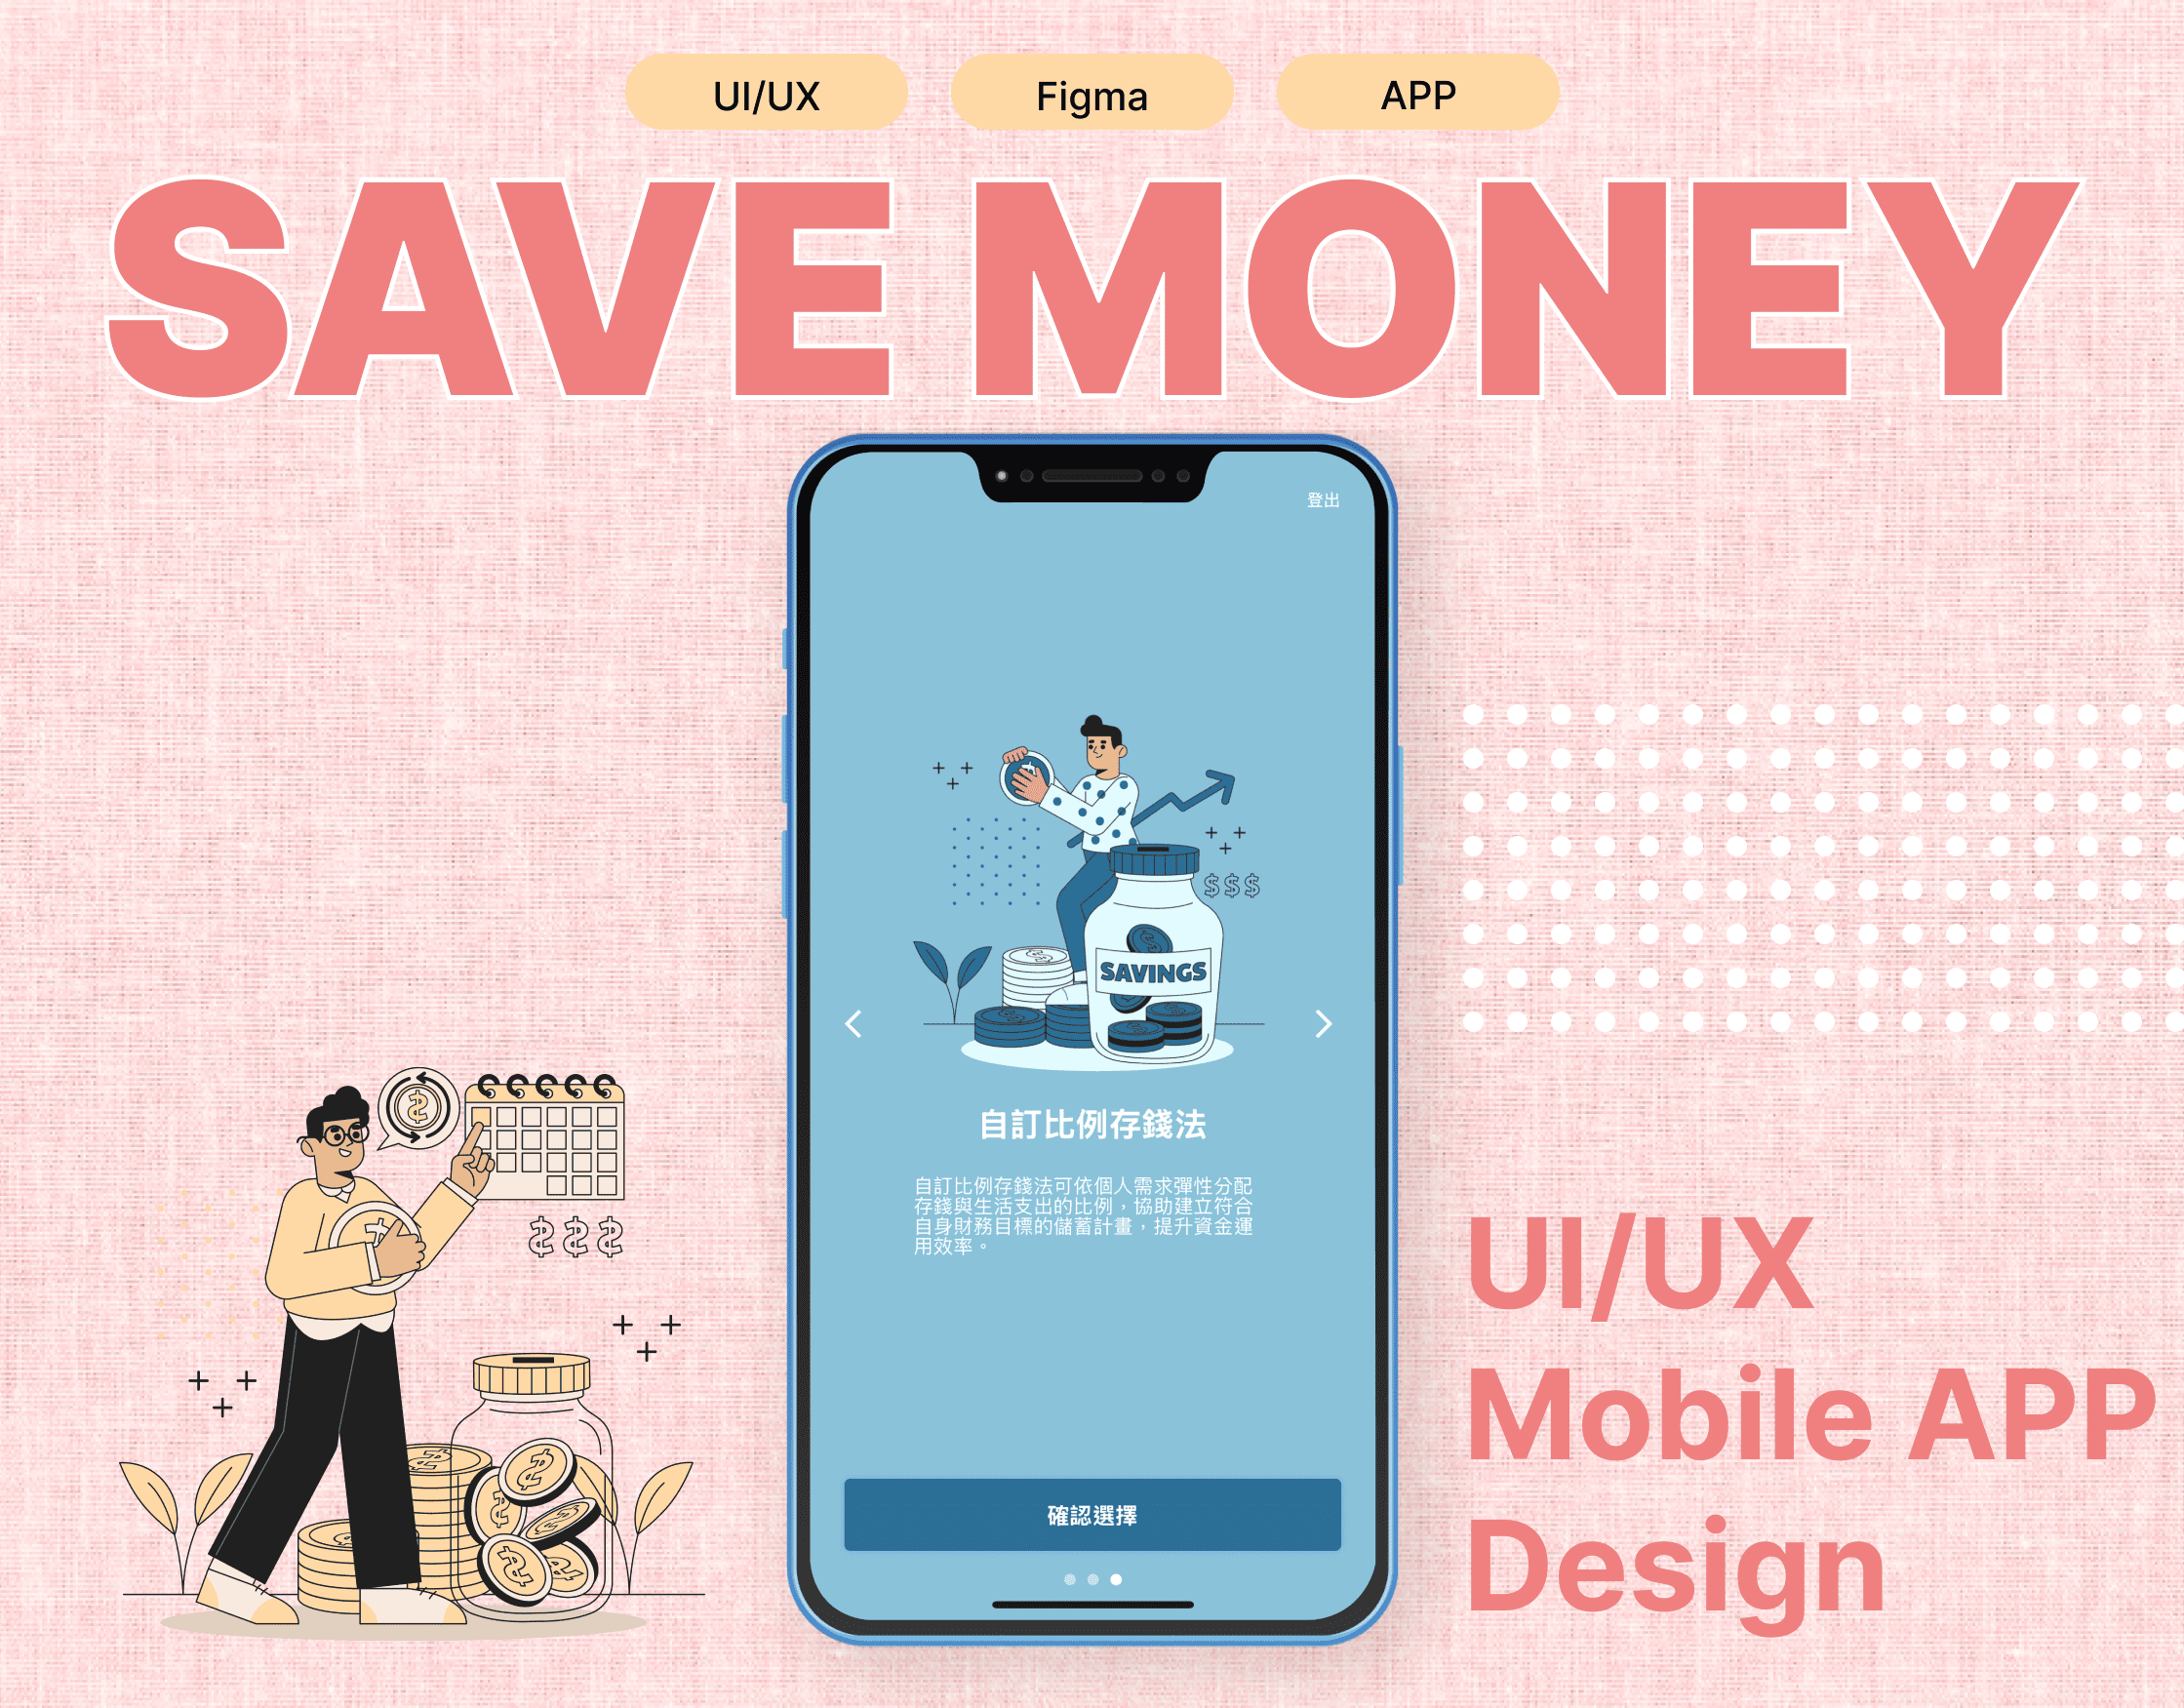 UI/UX
Figma
APP
SAVE MONEY
登出
$$$
SAVINGS
自訂比例存錢法
自訂比例存錢法可依個人需求彈性分配
存錢與生活支出的比例，協助建立符合
自身財務目標的儲蓄計畫，提升資金運
用效率。
確認選擇
UI/UX
Mobile APP
Design